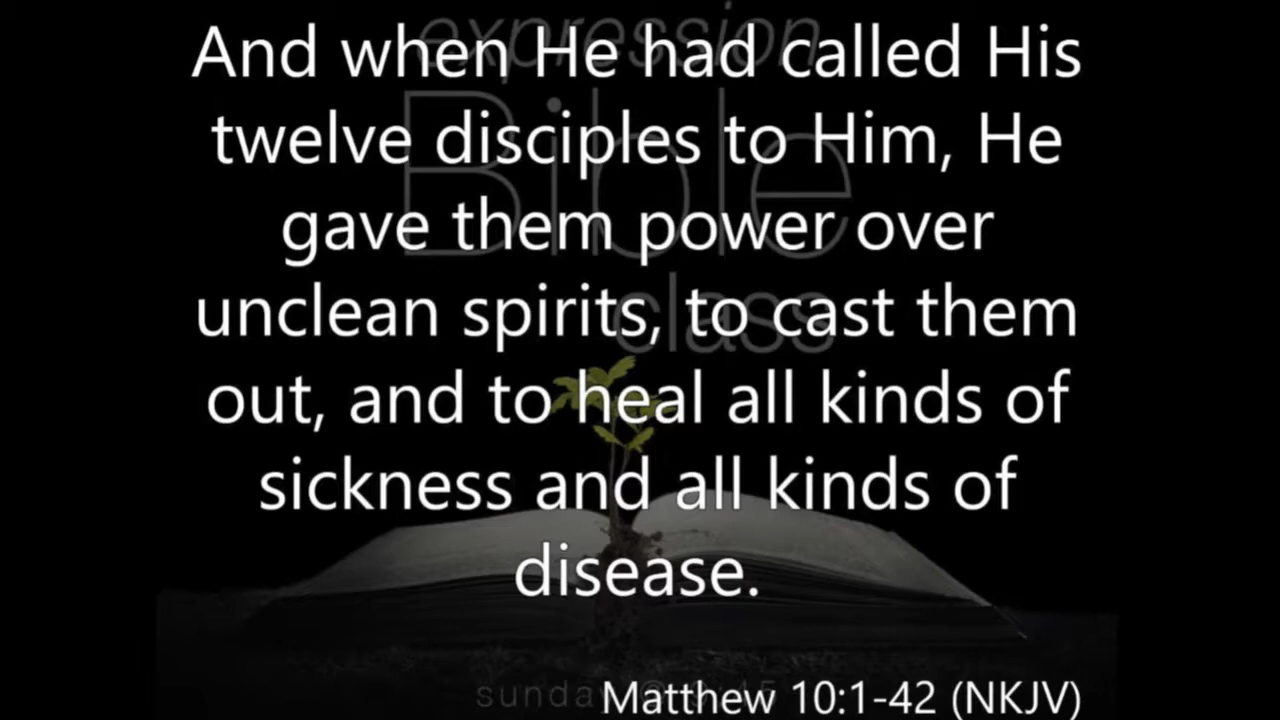 expression
And when He had called His
Bible
twelve disciples to Him, He
gave them power over
unclean spirits, to cast them
class
out, and to heal all kinds of
sickness and all kinds of
disease.
sunday
Matthew 10:1-42 (NKJV)